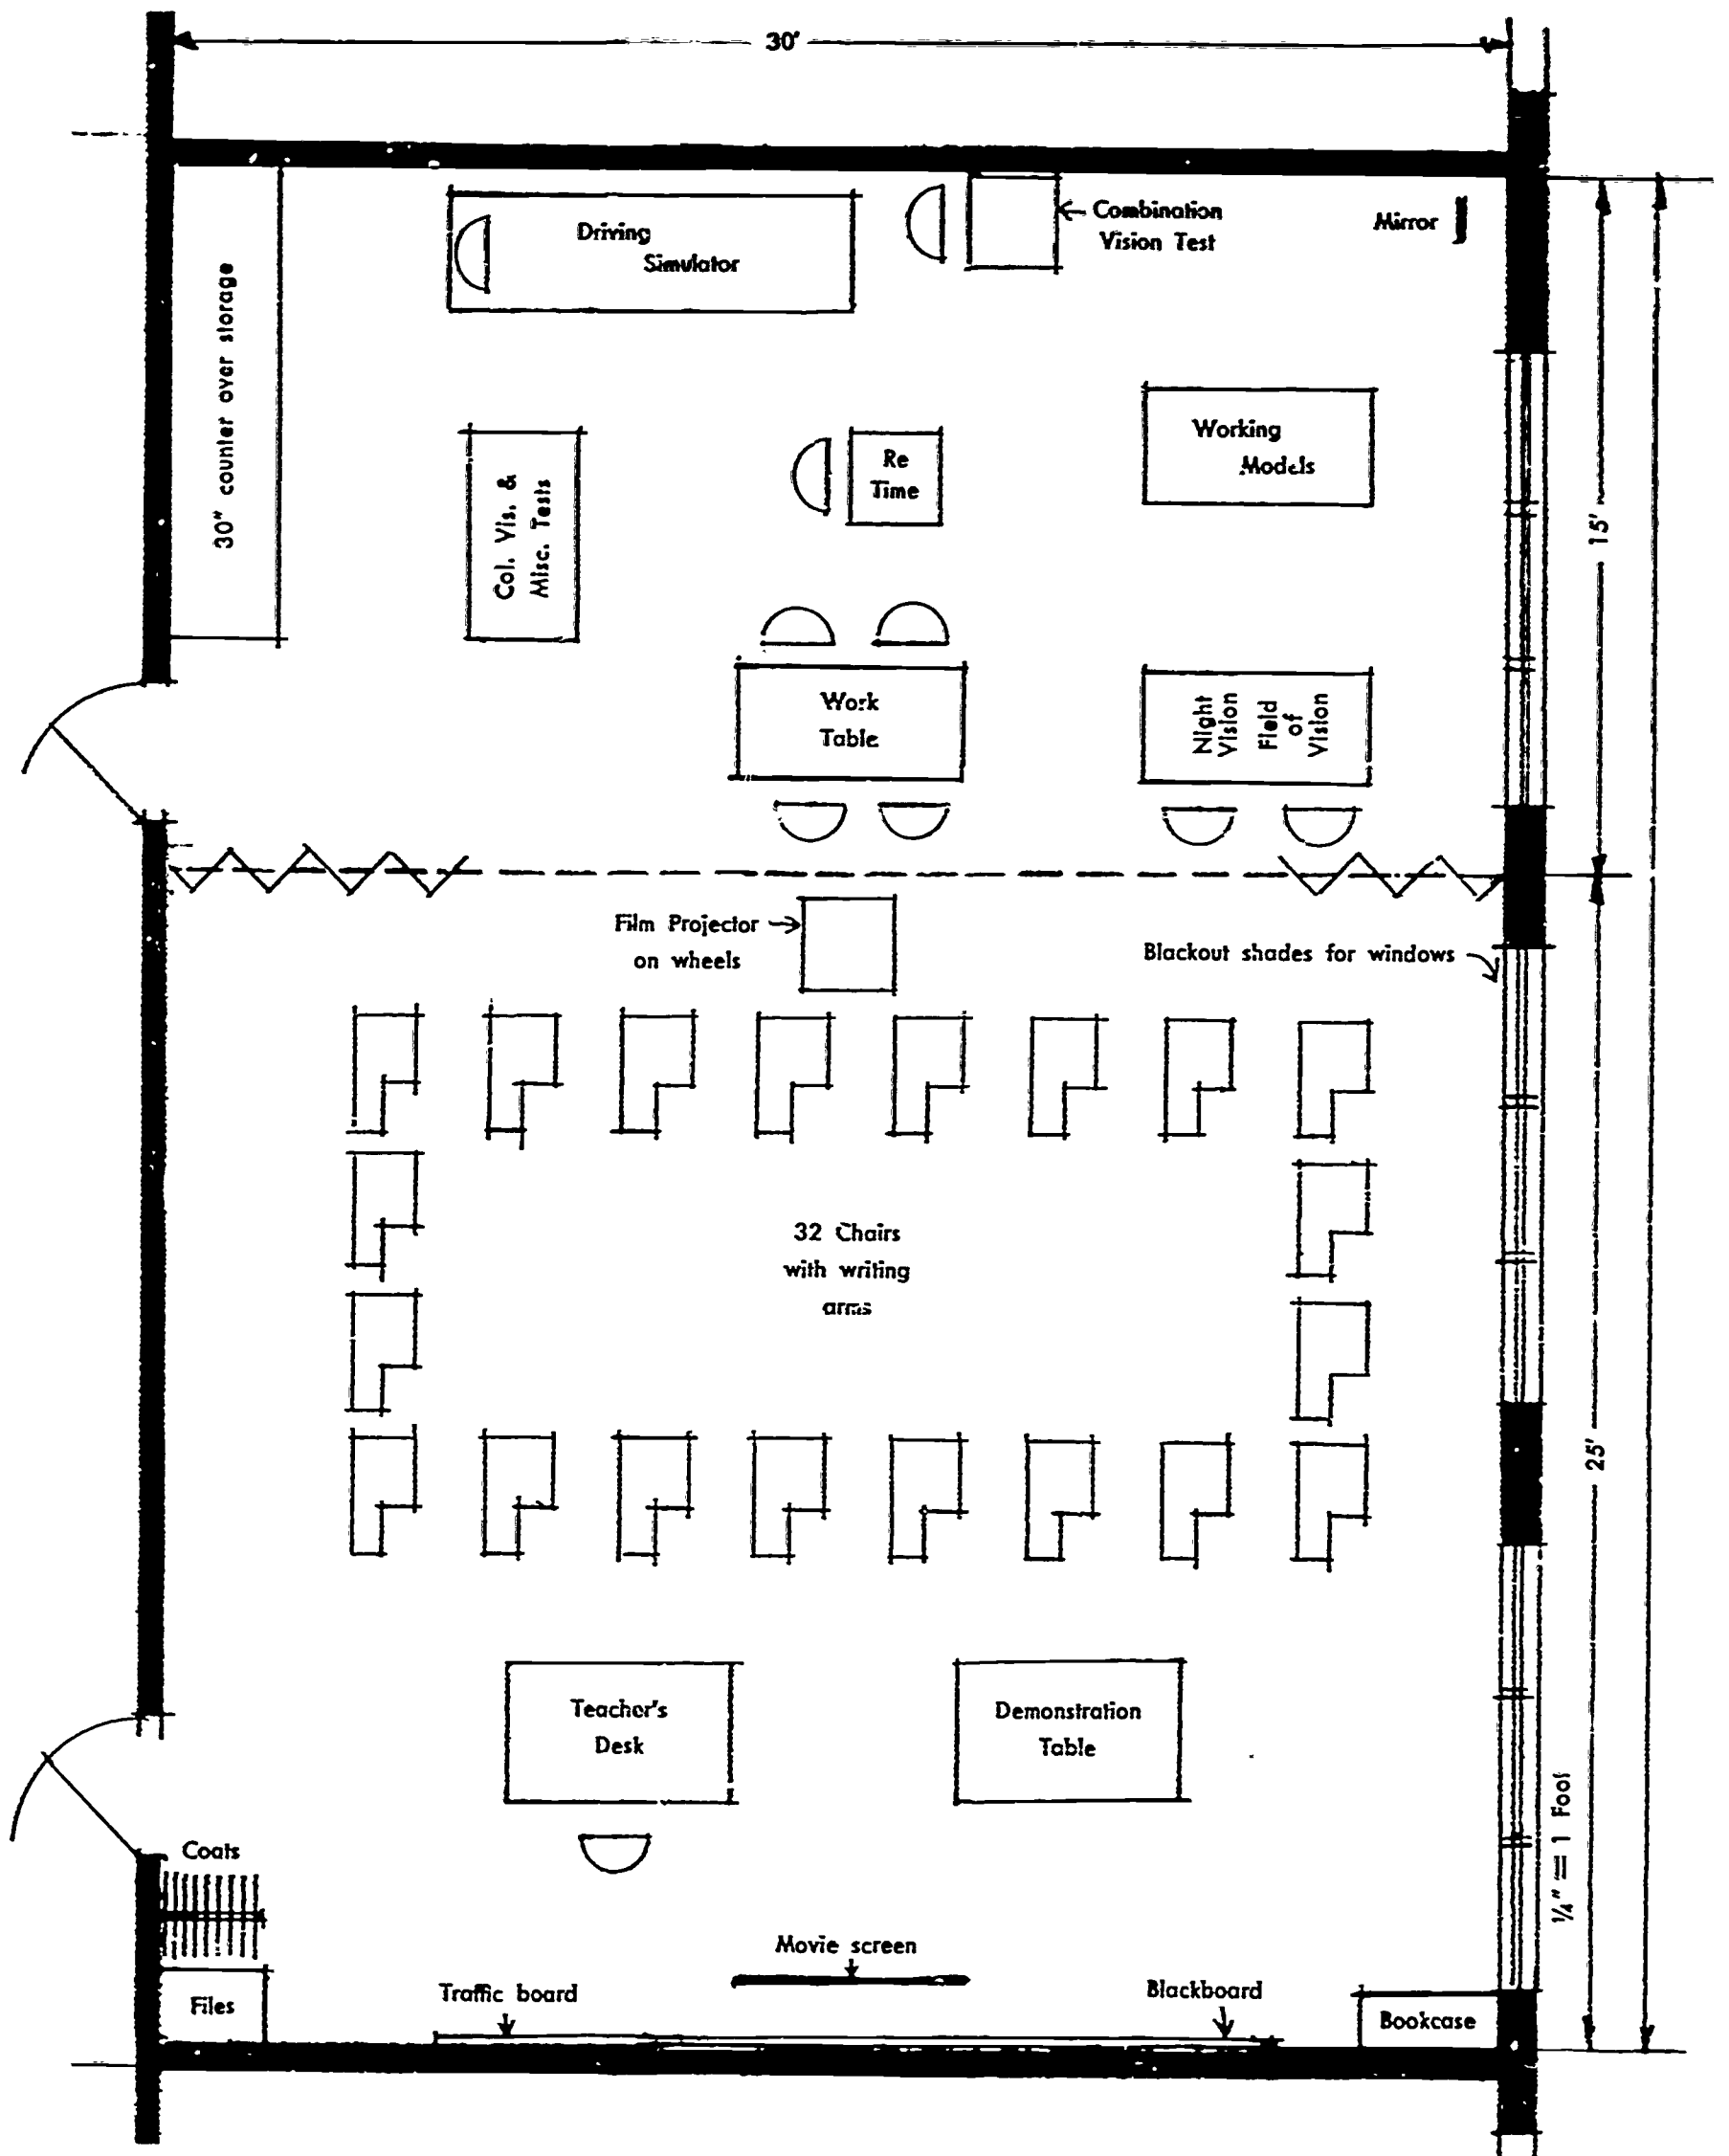 30'
Driving
Simulator
Combination
Vision Test
Mirror
30" counter over storage
Col. Vis. &
Misc. Tests
Re
Time
Working
Models
15'
Work
Table
Night
Vision
Field
of
Vision
Film Projector
on wheels
Blackout shades for windows
32 Chairs
with writing
arms
25'
Teacher's
Desk
Demonstration
Table
¼" = 1 Foot
Coats
Movie screen
Files
Traffic board
Blackboard
Bookcase